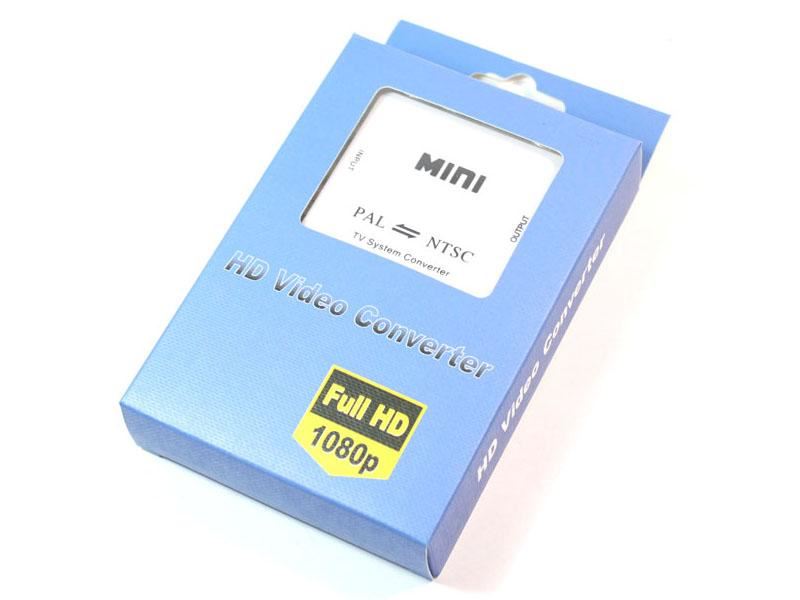 INPUT
MINI
OUTPUT
PAL ⇋ NTSC
TV System Converter
HD Video Converter
Full HD
1080p
HD Video Converter